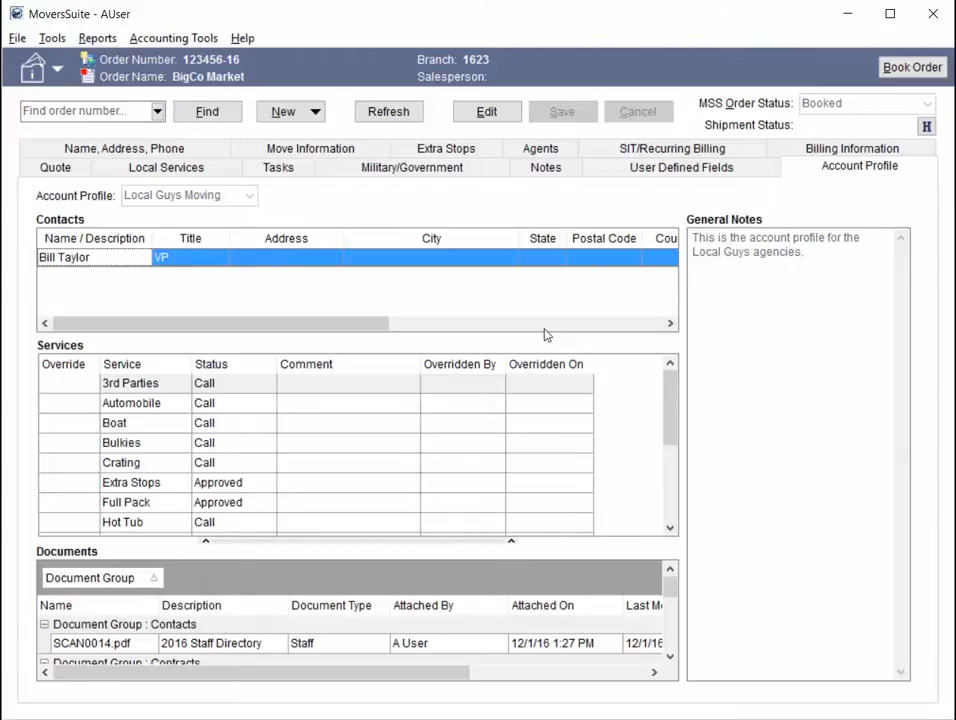 MoversSuite - AUser
File Tools Reports Accounting Tools Help
Order Number: 123456-16 Branch: 1623
Order Name: BigCo Market Salesperson:
Book Order
Find order number... Find New Refresh Edit Save Cancel
MSS Order Status: Booked
Shipment Status: H
Name, Address, Phone Move Information Extra Stops Agents SIT/Recurring Billing Billing Information
Quote Local Services Tasks Military/Government Notes User Defined Fields Account Profile
Account Profile: Local Guys Moving
Contacts
Name / Description Title Address City State Postal Code Cou
Bill Taylor VP
General Notes
This is the account profile for the
Local Guys agencies.
Services
Override Service Status Comment Overridden By Overridden On
3rd Parties Call
Automobile Call
Boat Call
Bulkies Call
Crating Call
Extra Stops Approved
Full Pack Approved
Hot Tub Call
Documents
Document Group
Name Description Document Type Attached By Attached On Last Mo
Document Group : Contacts
SCAN0014.pdf 2016 Staff Directory Staff A User 12/1/16 1:27 PM 12/1/16
Document Group : Contacts